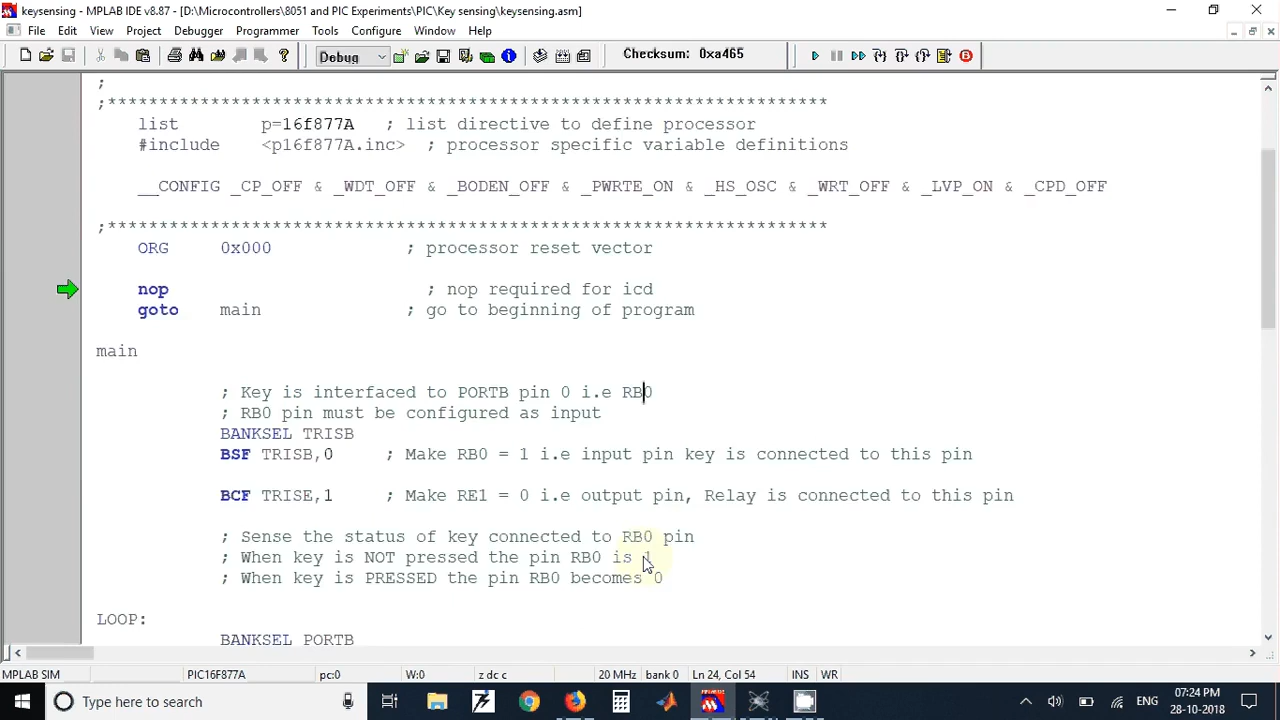 keysensing - MPLAB IDE v8.87 - [D:\Microcontrollers\8051 and PIC Experiments\PIC\Key sensing\keysensing.asm]
File Edit View Project Debugger Programmer Tools Configure Window Help
Debug Checksum: 0xa465
;
;**********************************************************************
list p=16f877A ; list directive to define processor
#include <p16f877A.inc> ; processor specific variable definitions
__CONFIG _CP_OFF & _WDT_OFF & _BODEN_OFF & _PWRTE_ON & _HS_OSC & _WRT_OFF & _LVP_ON & _CPD_OFF
;**********************************************************************
ORG 0x000 ; processor reset vector
nop ; nop required for icd
goto main ; go to beginning of program
main
; Key is interfaced to PORTB pin 0 i.e RB0
; RB0 pin must be configured as input
BANKSEL TRISB
BSF TRISB,0 ; Make RB0 = 1 i.e input pin key is connected to this pin
BCF TRISE,1 ; Make RE1 = 0 i.e output pin, Relay is connected to this pin
; Sense the status of key connected to RB0 pin
; When key is NOT pressed the pin RB0 is 1
; When key is PRESSED the pin RB0 becomes 0
LOOP:
BANKSEL PORTB
MPLAB SIM PIC16F877A pc:0 W:0 z dc c 20 MHz bank 0 Ln 24, Col 54 INS WR
Type here to search ENG 07:24 PM
28-10-2018